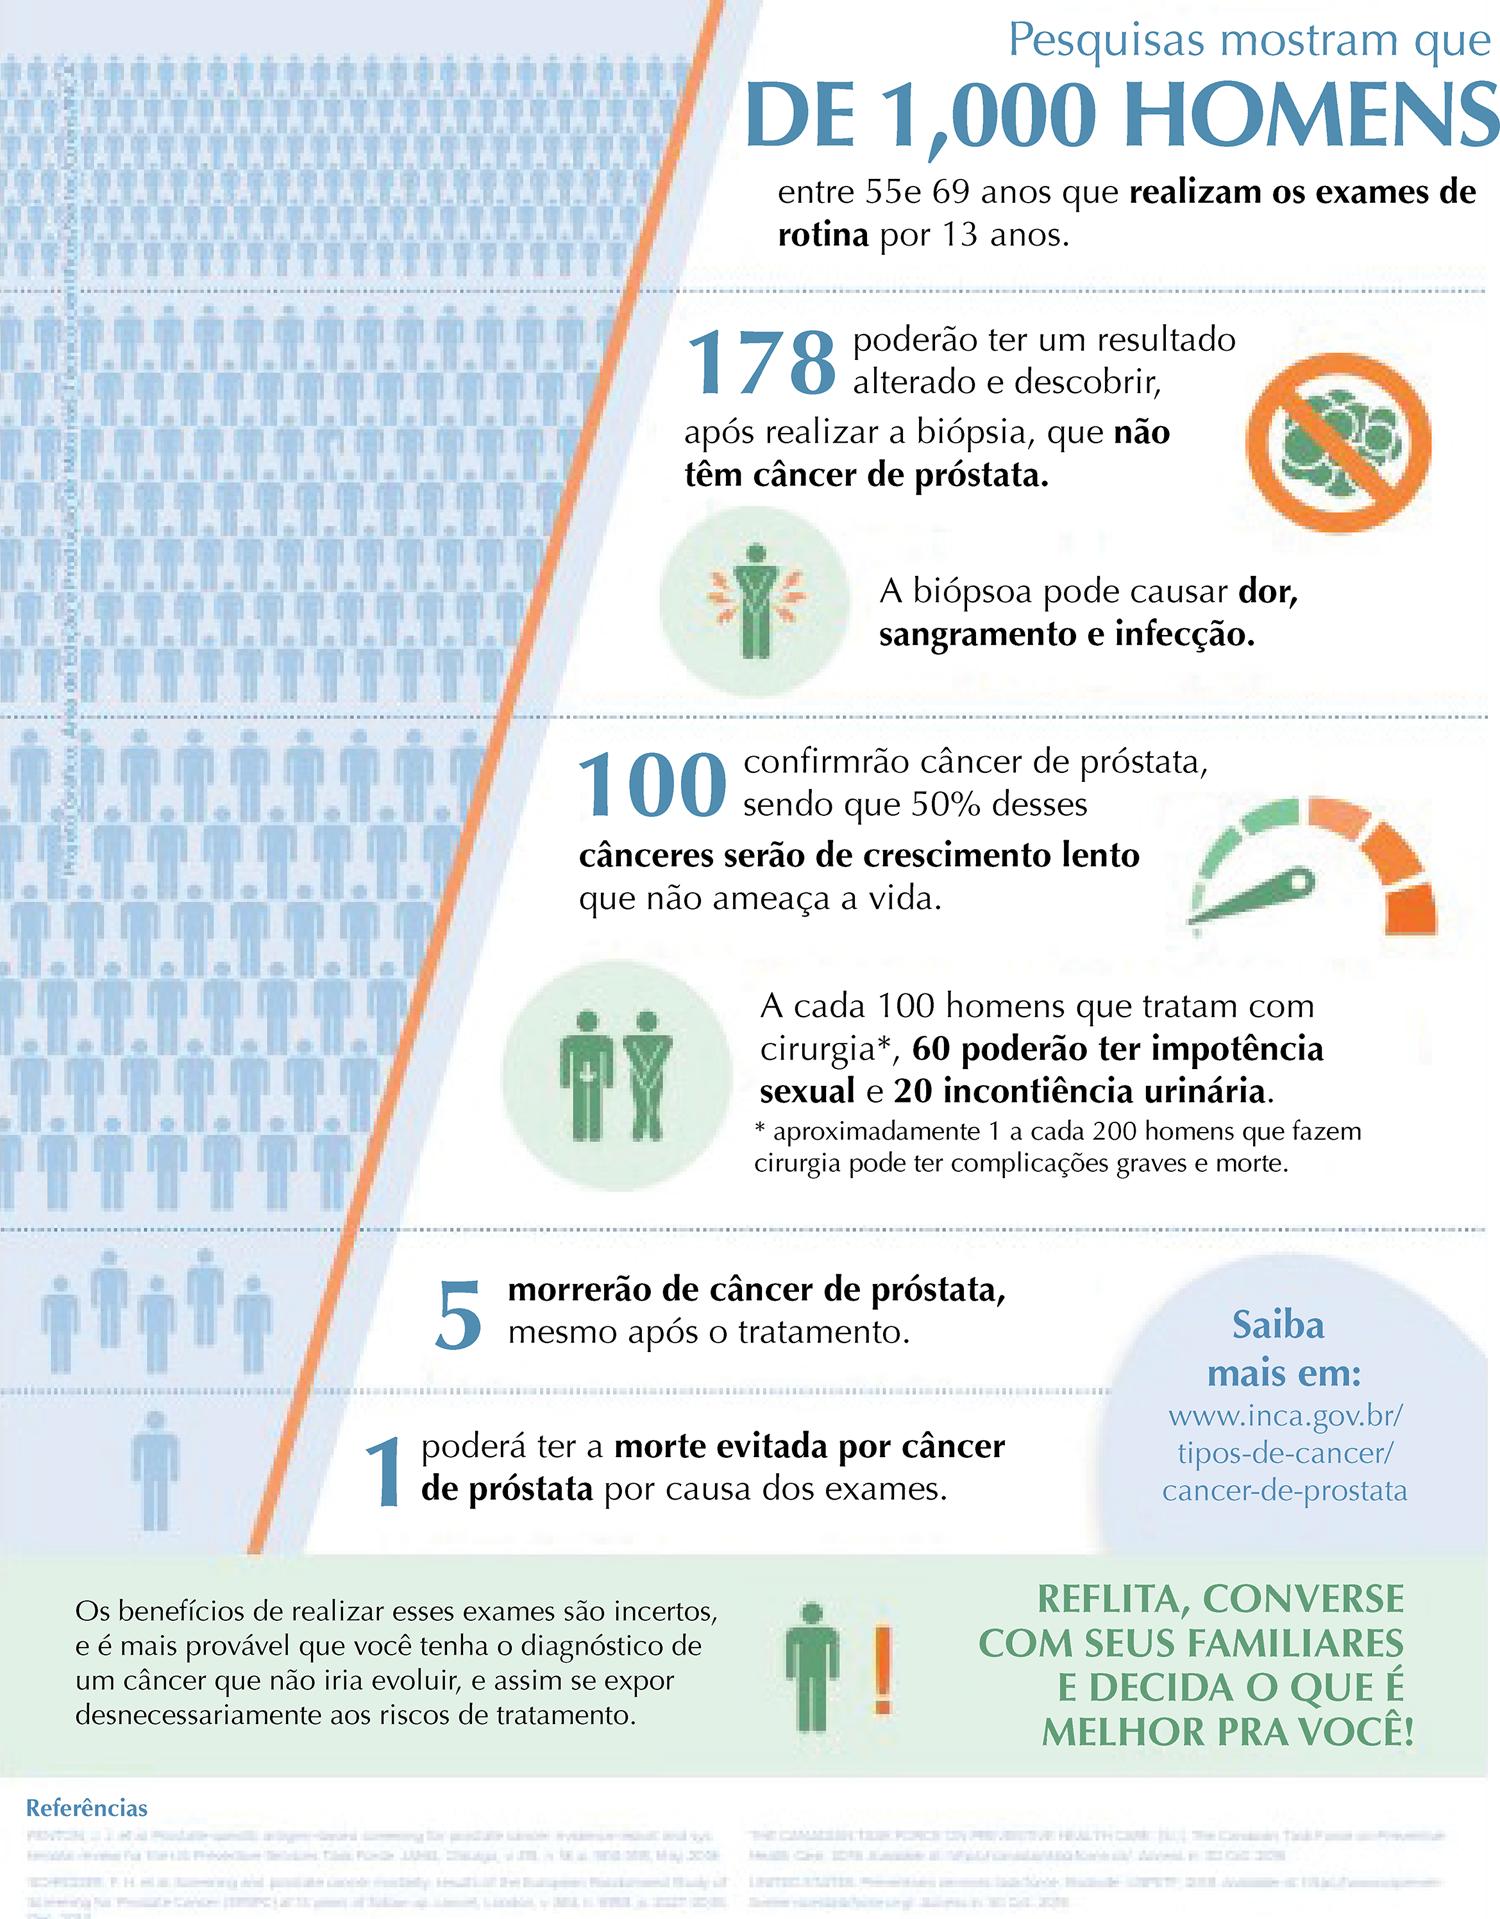 Pesquisas mostram que
DE 1,000 HOMENS
entre 55e 69 anos que realizam os exames de
rotina por 13 anos.
178 poderão ter um resultado
alterado e descobrir,
após realizar a biópsia, que não
têm câncer de próstata.
A biópsoa pode causar dor,
sangramento e infecção.
100 confirmrão câncer de próstata,
sendo que 50% desses
cânceres serão de crescimento lento
que não ameaça a vida.
A cada 100 homens que tratam com
cirurgia*, 60 poderão ter impotência
sexual e 20 incontiência urinária.
* aproximadamente 1 a cada 200 homens que fazem
cirurgia pode ter complicações graves e morte.
5 morrerão de câncer de próstata,
mesmo após o tratamento.
1 poderá ter a morte evitada por câncer
de próstata por causa dos exames.
Saiba
mais em:
www.inca.gov.br/
tipos-de-cancer/
cancer-de-prostata
Os benefícios de realizar esses exames são incertos,
e é mais provável que você tenha o diagnóstico de
um câncer que não iria evoluir, e assim se expor
desnecessariamente aos riscos de tratamento.
REFLITA, CONVERSE
COM SEUS FAMILIARES
E DECIDA O QUE É
MELHOR PRA VOCÊ!
Referências